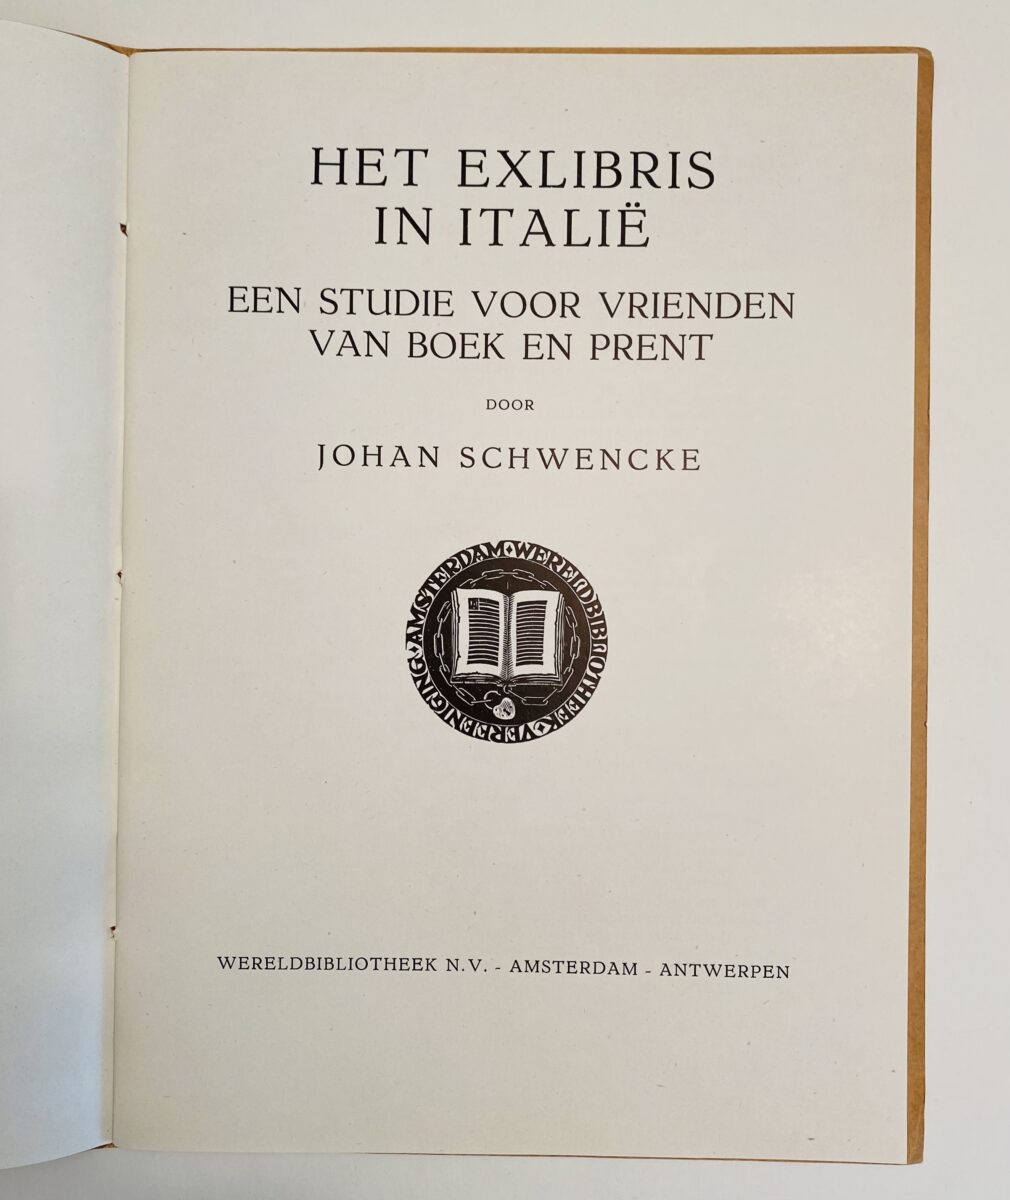 HET EXLIBRIS
IN ITALIË
EEN STUDIE VOOR VRIENDEN
VAN BOEK EN PRENT
DOOR
JOHAN SCHWENCKE
AMSTERDAM • WERELDBIBLIOTHEEK • VEREENIGING •
WERELDBIBLIOTHEEK N.V. - AMSTERDAM - ANTWERPEN